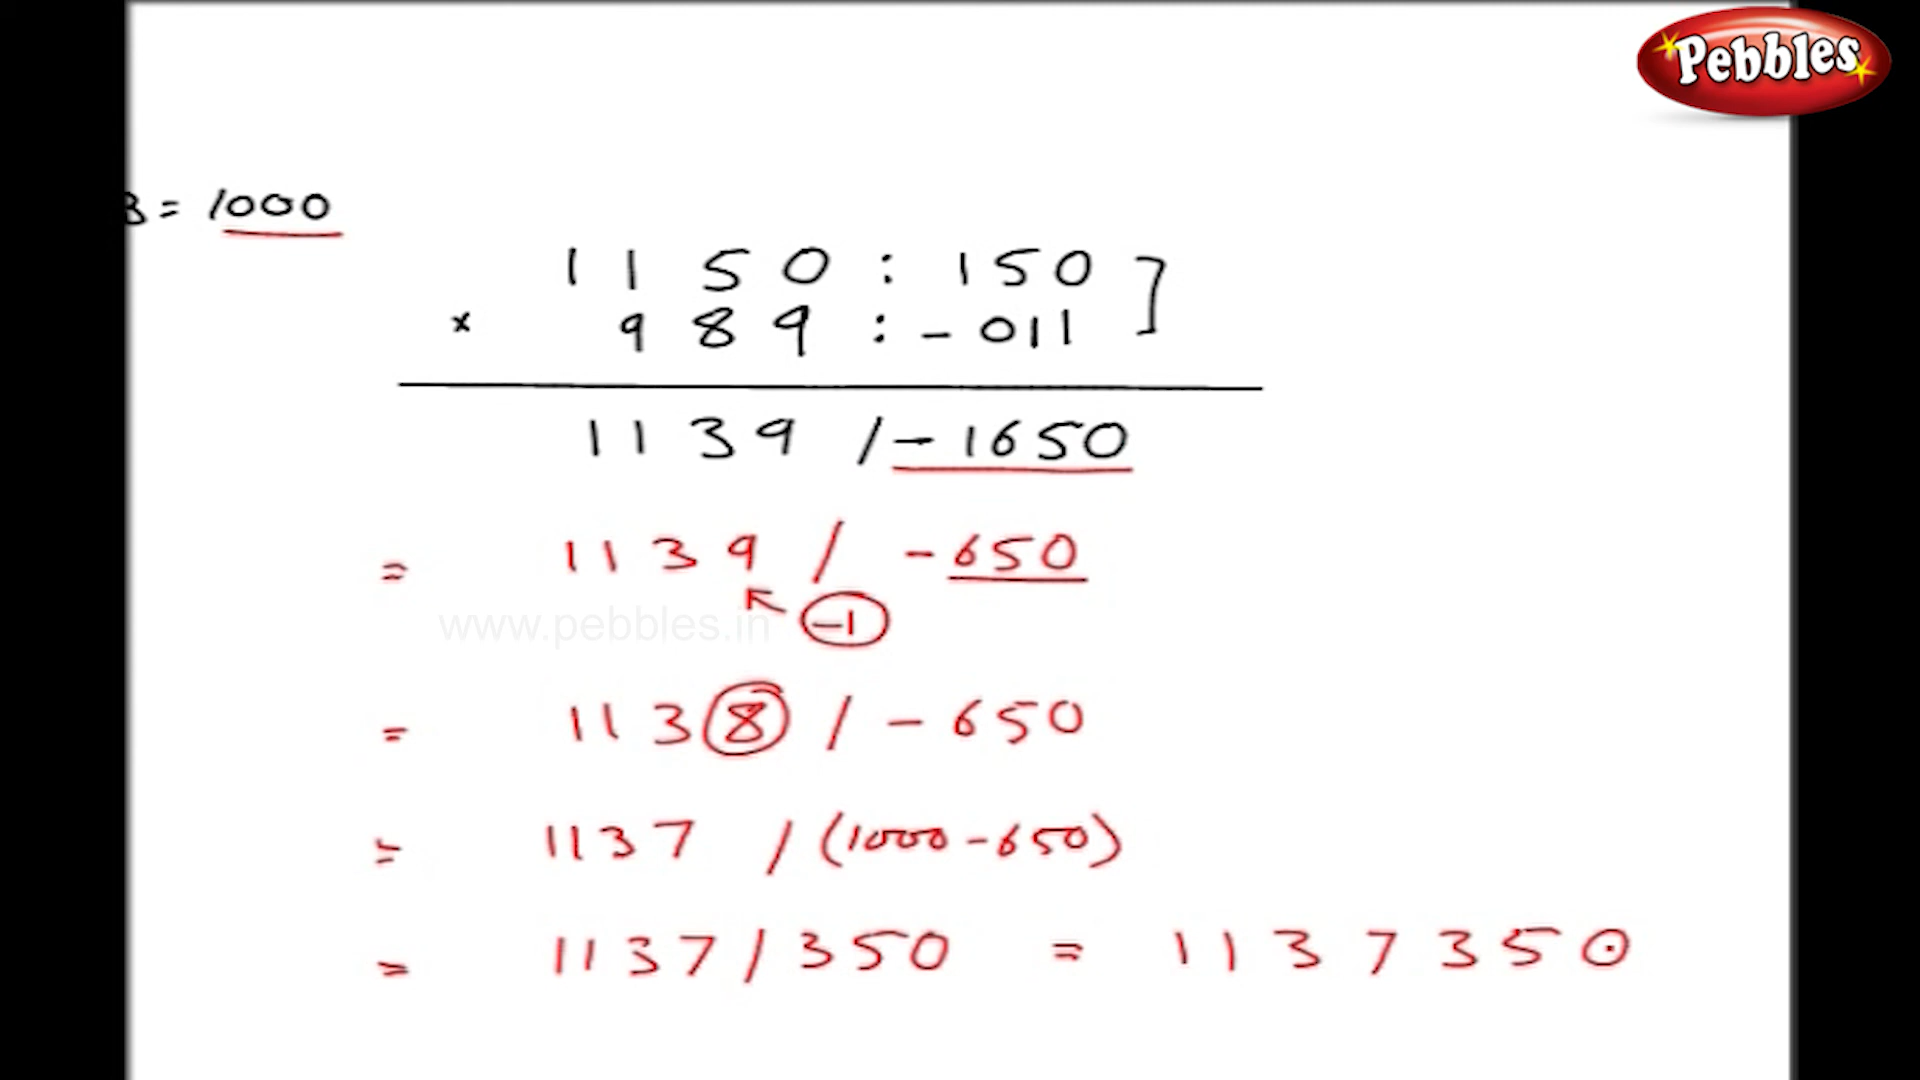 Pebbles
B = 1000
1150 : 150 ]
× 989 : - 011
1139 / - 1650
= 1139 / - 650
-1
www.pebbles.in
= 1138 / - 650
= 1137 / (1000 - 650)
= 1137 / 350 = 1137350